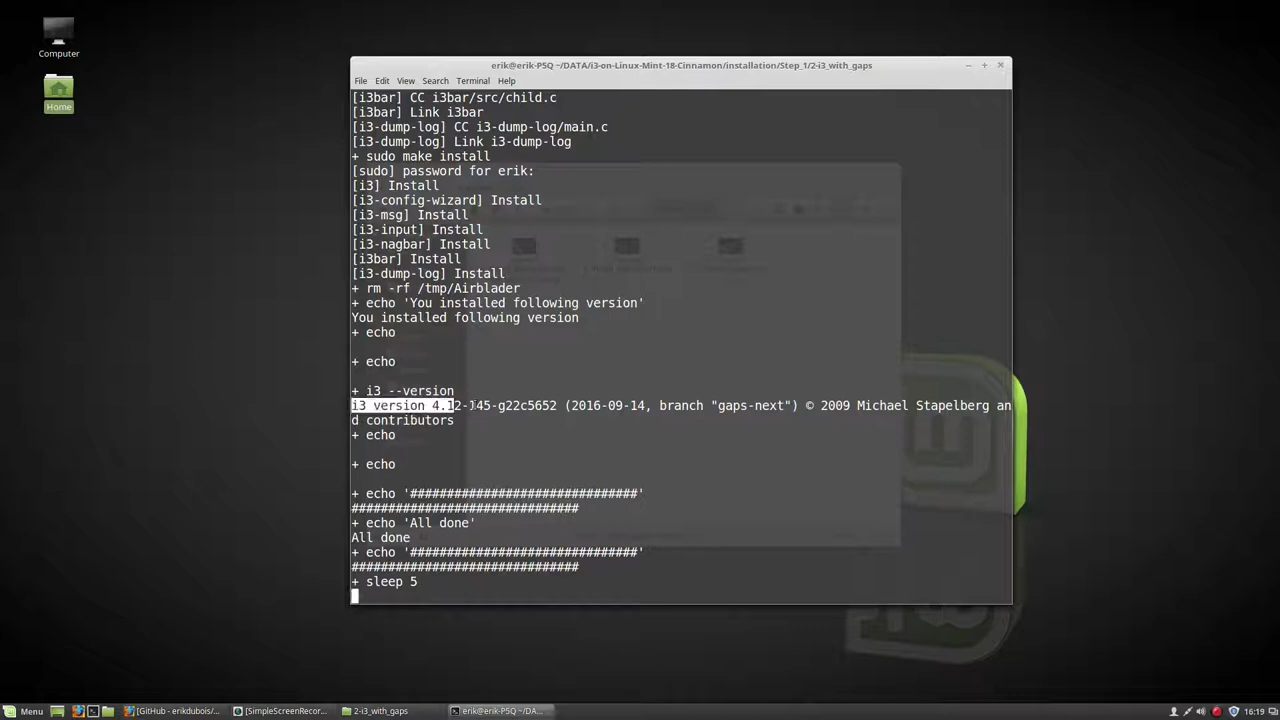 Computer
Home
erik@erik-P5Q ~/DATA/i3-on-Linux-Mint-18-Cinnamon/installation/Step_1/2-i3_with_gaps
File Edit View Search Terminal Help
[i3bar] CC i3bar/src/child.c
[i3bar] Link i3bar
[i3-dump-log] CC i3-dump-log/main.c
[i3-dump-log] Link i3-dump-log
+ sudo make install
[sudo] password for erik:
[i3] Install
[i3-config-wizard] Install
[i3-msg] Install
[i3-input] Install
[i3-nagbar] Install
[i3bar] Install
[i3-dump-log] Install
+ rm -rf /tmp/Airblader
+ echo 'You installed following version'
You installed following version
+ echo
+ echo
+ i3 --version
i3 version 4.12-145-g22c5652 (2016-09-14, branch "gaps-next") © 2009 Michael Stapelberg an
d contributors
+ echo
+ echo
+ echo '###############################'
###############################
+ echo 'All done'
All done
+ echo '###############################'
###############################
+ sleep 5
Menu
[GitHub - erikdubois/...
[SimpleScreenRecor...
2-i3_with_gaps
erik@erik-P5Q ~/DA...
16:19